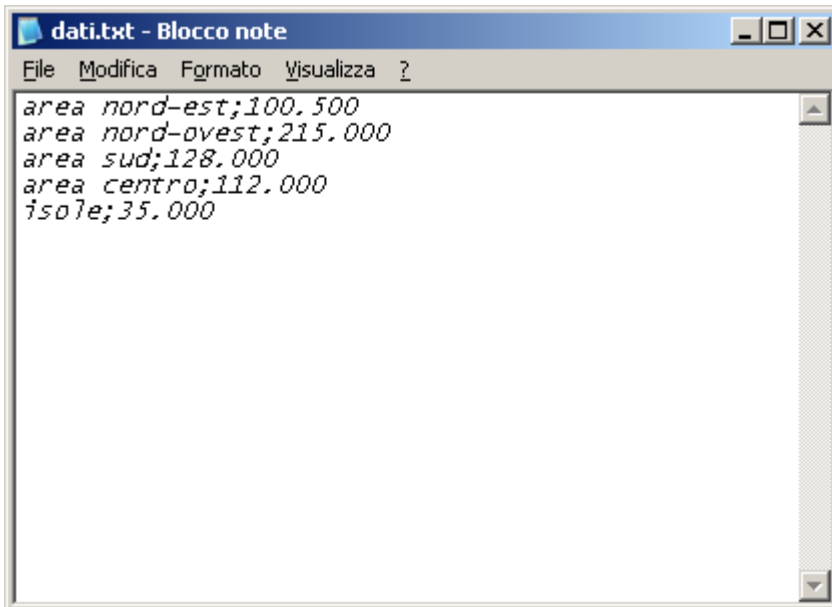 dati.txt - Blocco note
File Modifica Formato Visualizza ?
area nord-est;100.500
area nord-ovest;215.000
area sud;128.000
area centro;112.000
isole;35.000